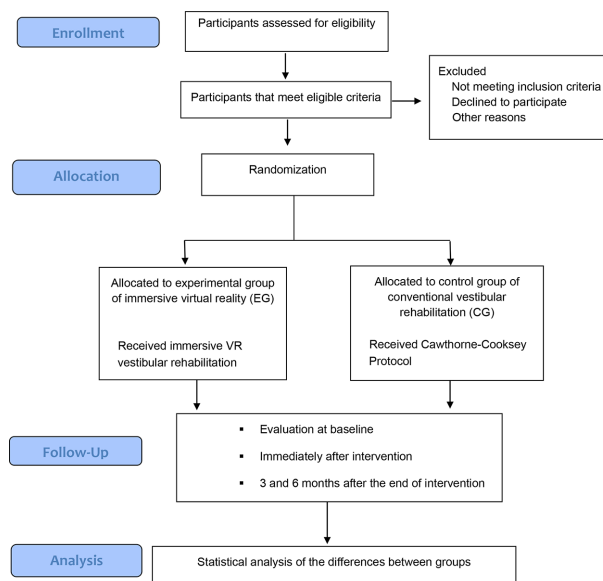 Enrollment
Participants assessed for eligibility
Participants that meet eligible criteria
Excluded
Not meeting inclusion criteria
Declined to participate
Other reasons
Allocation
Randomization
Allocated to experimental group
of immersive virtual reality (EG)
Received immersive VR
vestibular rehabilitation
Allocated to control group of
conventional vestibular
rehabilitation (CG)
Received Cawthorne-Cooksey
Protocol
Follow-Up
▪ Evaluation at baseline
▪ Immediately after intervention
▪ 3 and 6 months after the end of intervention
Analysis
Statistical analysis of the differences between groups